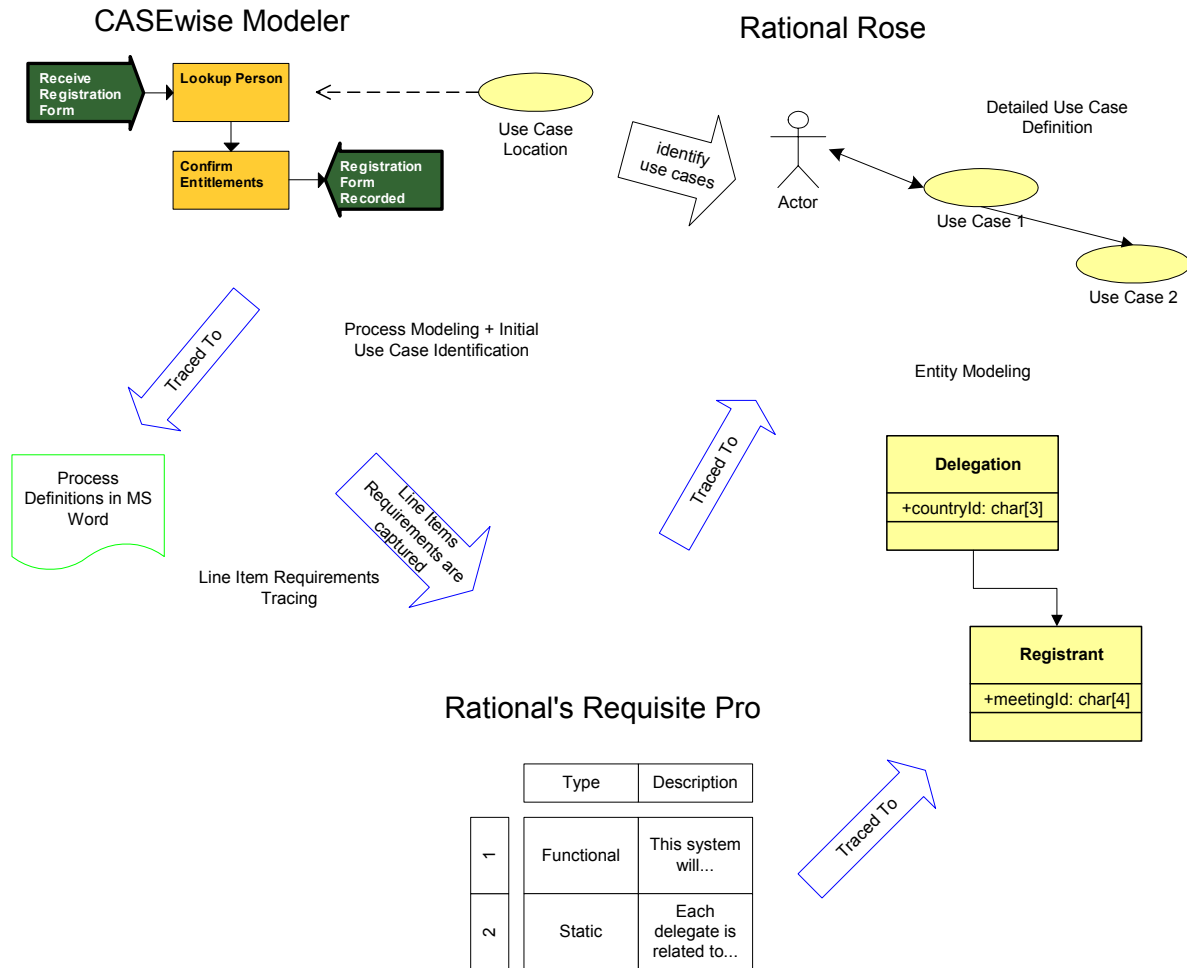 CASEwise Modeler
Rational Rose
Receive
Registration
Form
Lookup Person
Confirm
Entitlements
Registration
Form
Recorded
Use Case
Location
identify
use cases
Actor
Detailed Use Case
Definition
Use Case 1
Use Case 2
Traced To
Process Modeling + Initial
Use Case Identification
Process
Definitions in MS
Word
Line Items
Requirements are
captured
Line Item Requirements
Tracing
Traced To
Entity Modeling
Delegation
+countryId: char[3]
Registrant
+meetingId: char[4]
Rational's Requisite Pro
Type
Description
1
Functional
This system
will...
2
Static
Each
delegate is
related to...
Traced To